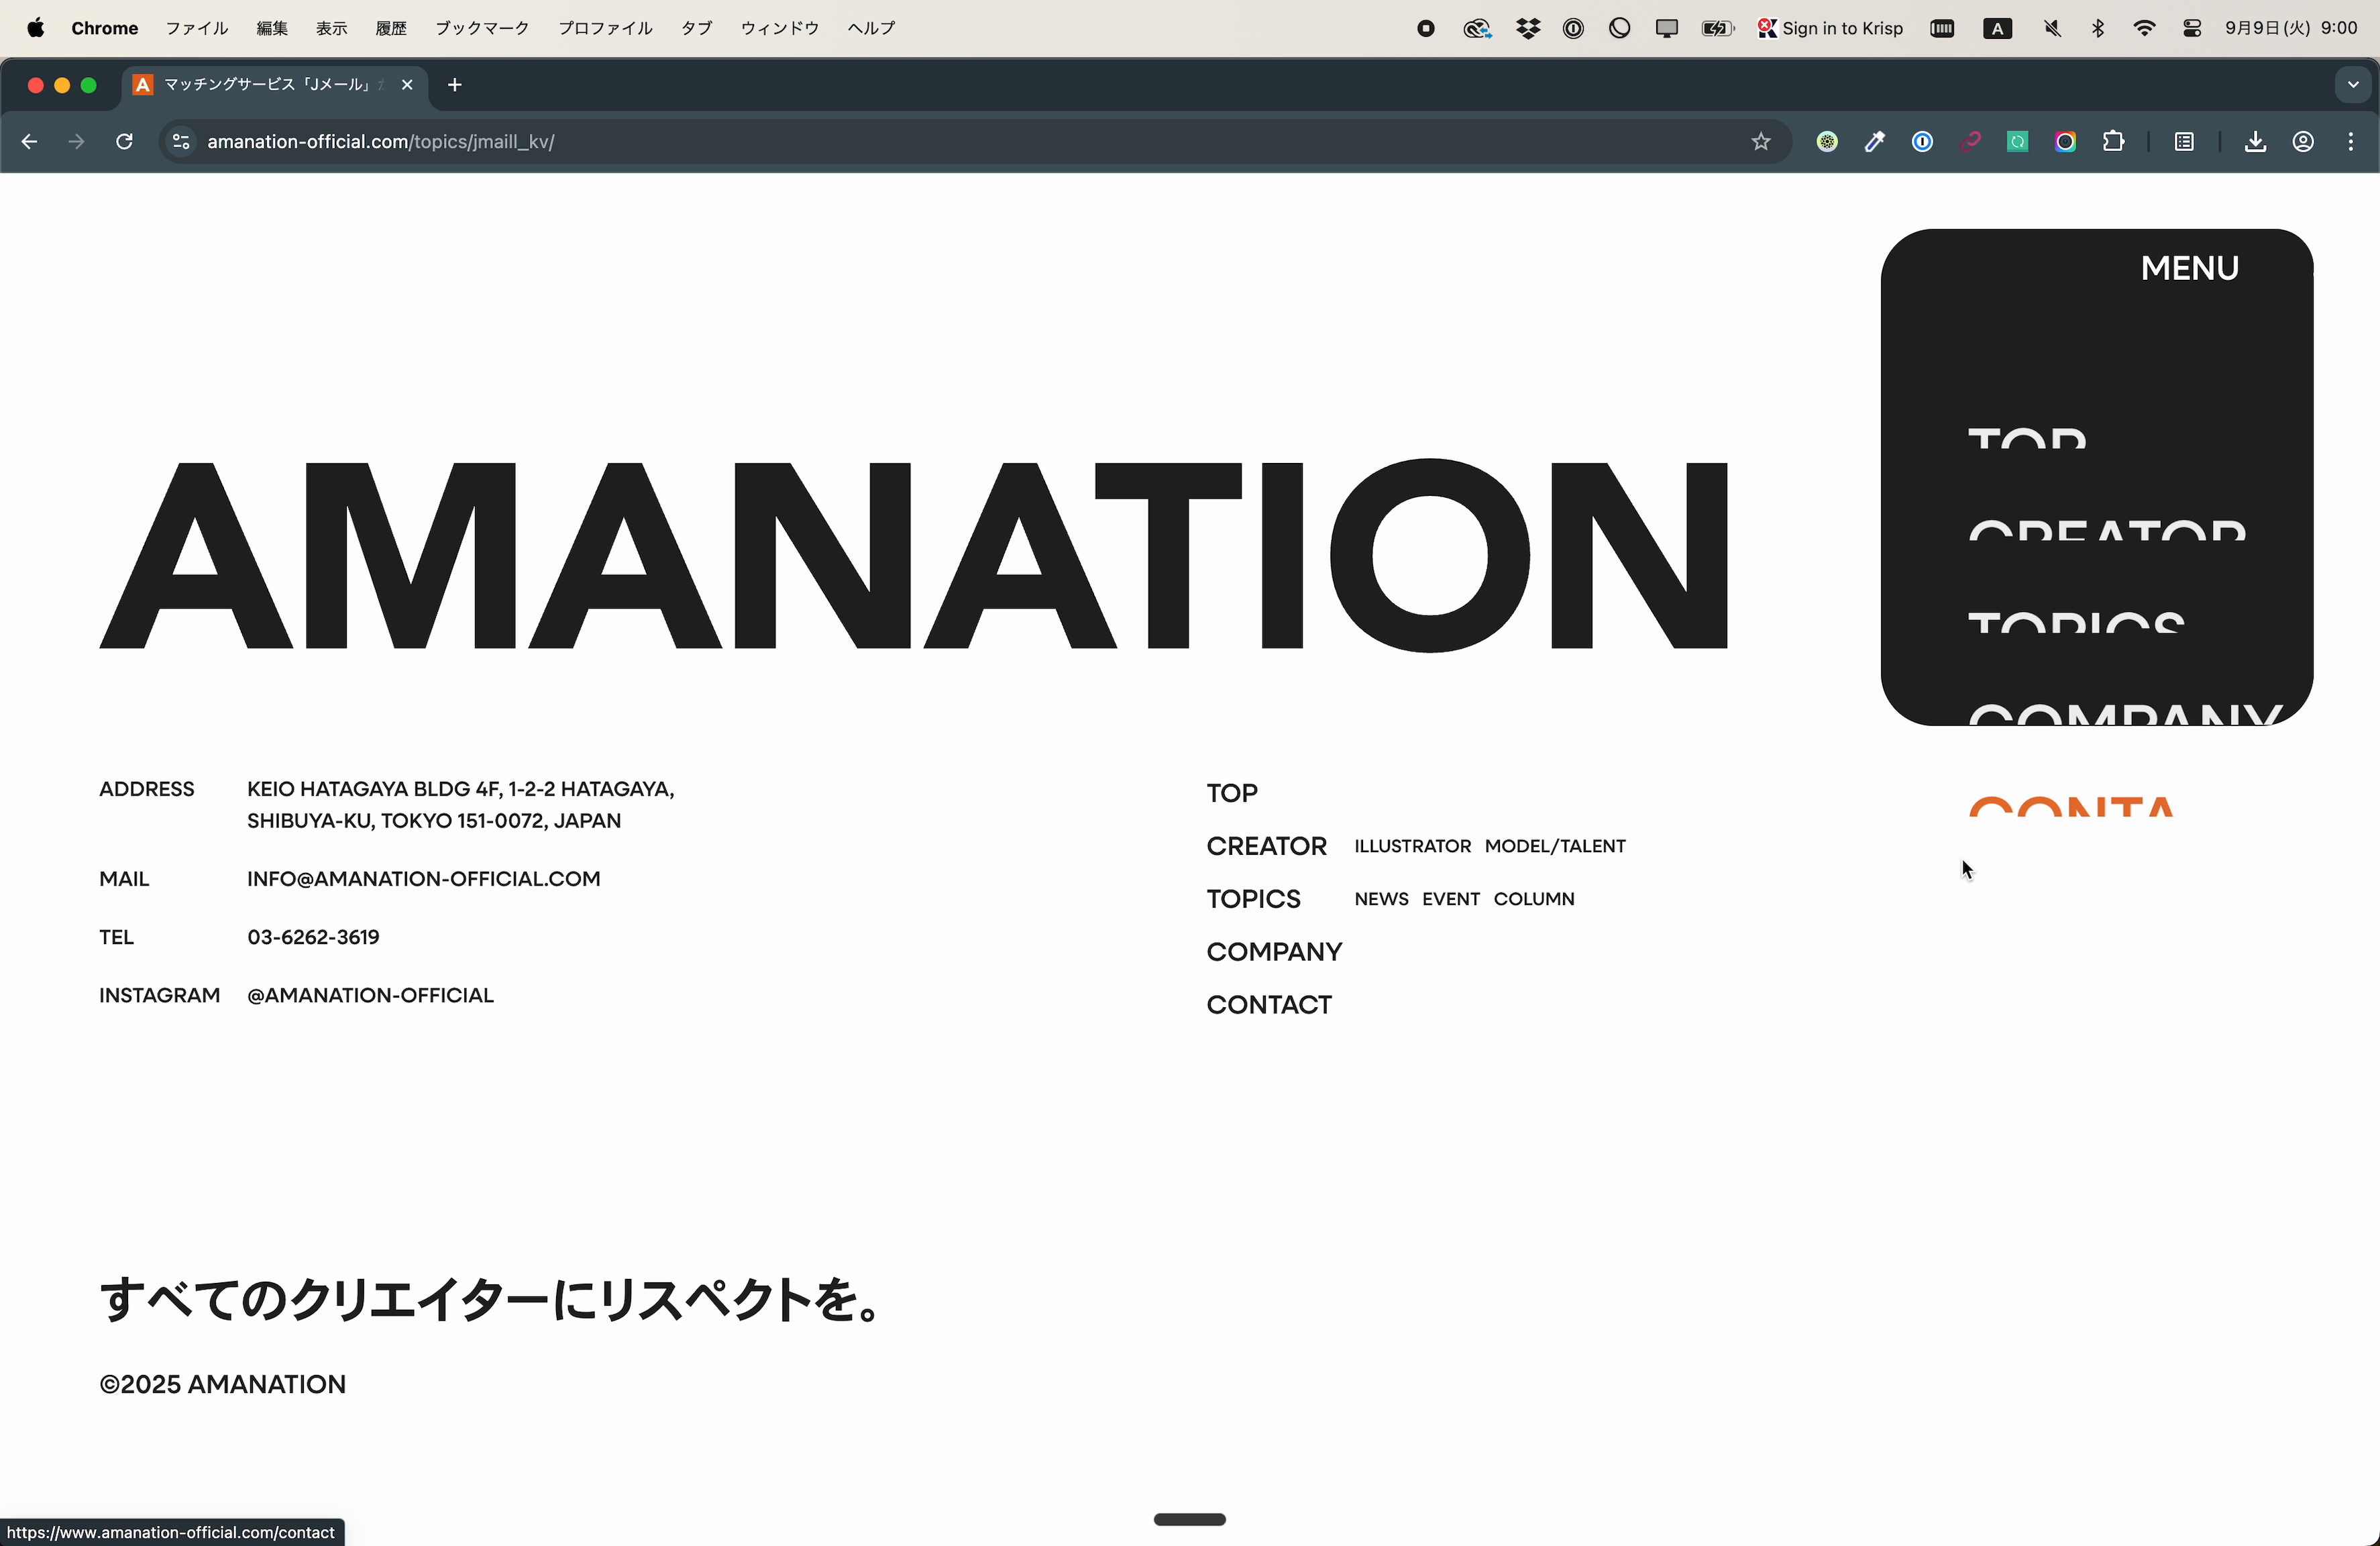 Chrome ファイル 編集 表示 履歴 ブックマーク プロファイル タブ ウィンドウ ヘルプ Sign in to Krisp A 9月9日(火) 9:00
A マッチングサービス「Jメール」
amanation-official.com/topics/jmaill_kv/
MENU
TOP
CREATOR
TOPICS
COMPANY
CONTA
AMANATION
ADDRESS KEIO HATAGAYA BLDG 4F, 1-2-2 HATAGAYA,
SHIBUYA-KU, TOKYO 151-0072, JAPAN
MAIL INFO@AMANATION-OFFICIAL.COM
TEL 03-6262-3619
INSTAGRAM @AMANATION-OFFICIAL
TOP
CREATOR ILLUSTRATOR MODEL/TALENT
TOPICS NEWS EVENT COLUMN
COMPANY
CONTACT
すべてのクリエイターにリスペクトを。
©2025 AMANATION
https://www.amanation-official.com/contact